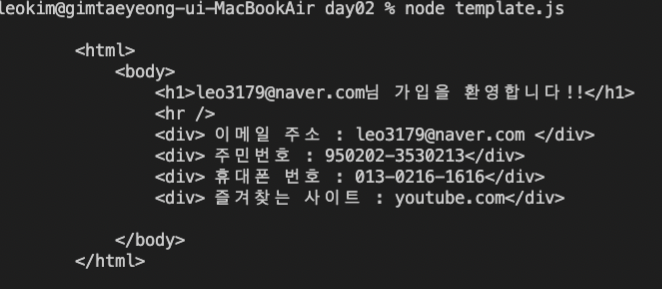 leokim@gimtaeyeong-ui-MacBookAir day02 % node template.js
<html>
<body>
<h1>leo3179@naver.com님 가입을 환영합니다!!</h1>
<hr />
<div> 이메일 주소 : leo3179@naver.com </div>
<div> 주민번호 : 950202-3530213</div>
<div> 휴대폰 번호 : 013-0216-1616</div>
<div> 즐겨찾는 사이트 : youtube.com</div>
</body>
</html>